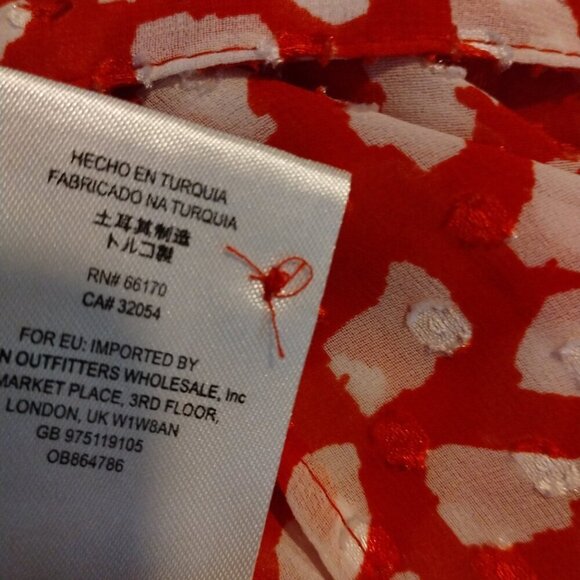 HECHO EN TURQUIA
FABRICADO NA TURQUIA
土耳其制造
トルコ製
RN# 66170
CA# 32054
FOR EU: IMPORTED BY
N OUTFITTERS WHOLESALE, Inc
MARKET PLACE, 3RD FLOOR,
LONDON, UK W1W8AN
GB 975119105
OB864786